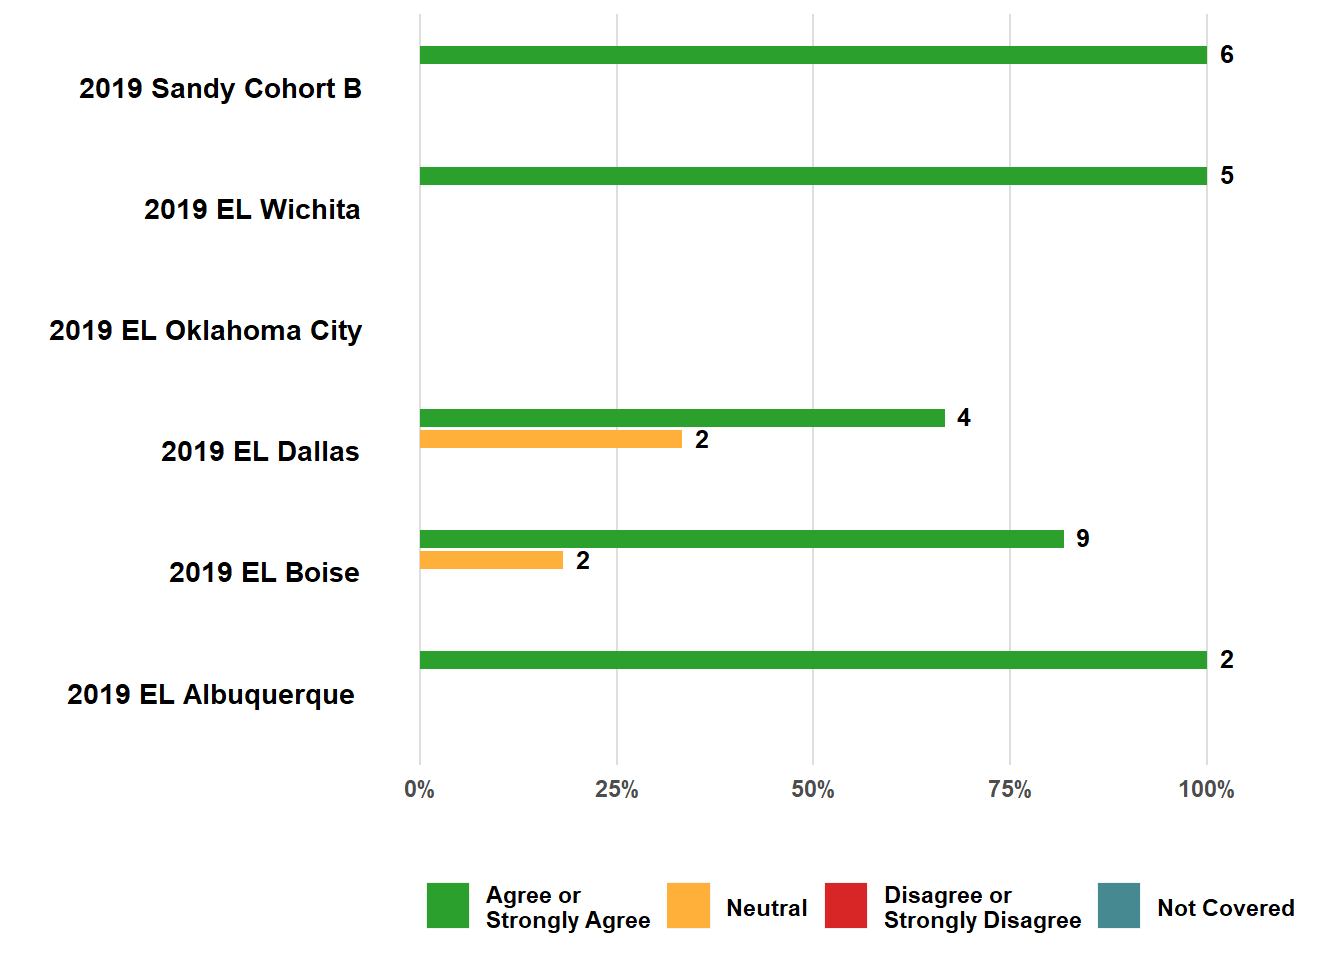 6
2019 Sandy Cohort B
5
2019 EL Wichita
2019 EL Oklahoma City
4
2
2019 EL Dallas
9
2
2019 EL Boise
2
2019 EL Albuquerque
0% 25% 50% 75% 100%
Agree or
Strongly Agree
Neutral
Disagree or
Strongly Disagree
Not Covered